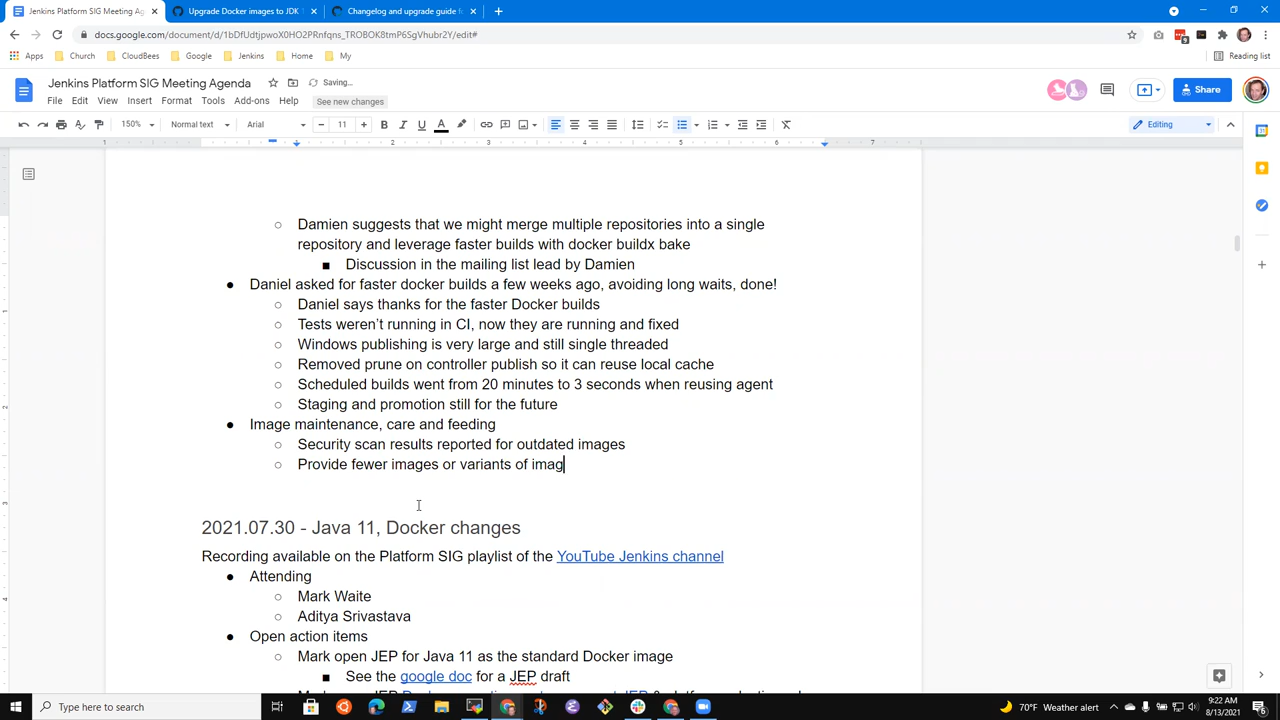 Jenkins Platform SIG Meeting Ag
Upgrade Docker images to JDK
Changelog and upgrade guide f
docs.google.com/document/d/1bDfUdtjpwoX0HO2PRnfqns_TROBOK8tmP6SgVhubr2Y/edit#
Apps
Church
CloudBees
Google
Jenkins
Home
My
Reading list
Jenkins Platform SIG Meeting Agenda
Saving...
Share
File Edit View Insert Format Tools Add-ons Help
See new changes
150%
Normal text
Arial
11
B I U A
Editing
1 1 2 3 4 5 6 7
Damien suggests that we might merge multiple repositories into a single
repository and leverage faster builds with docker buildx bake
Discussion in the mailing list lead by Damien
Daniel asked for faster docker builds a few weeks ago, avoiding long waits, done!
Daniel says thanks for the faster Docker builds
Tests weren't running in CI, now they are running and fixed
Windows publishing is very large and still single threaded
Removed prune on controller publish so it can reuse local cache
Scheduled builds went from 20 minutes to 3 seconds when reusing agent
Staging and promotion still for the future
Image maintenance, care and feeding
Security scan results reported for outdated images
Provide fewer images or variants of imag
2021.07.30 - Java 11, Docker changes
Recording available on the Platform SIG playlist of the YouTube Jenkins channel
Attending
Mark Waite
Aditya Srivastava
Open action items
Mark open JEP for Java 11 as the standard Docker image
See the google doc for a JEP draft
Type here to search
70°F Weather alert
9:22 AM
8/13/2021